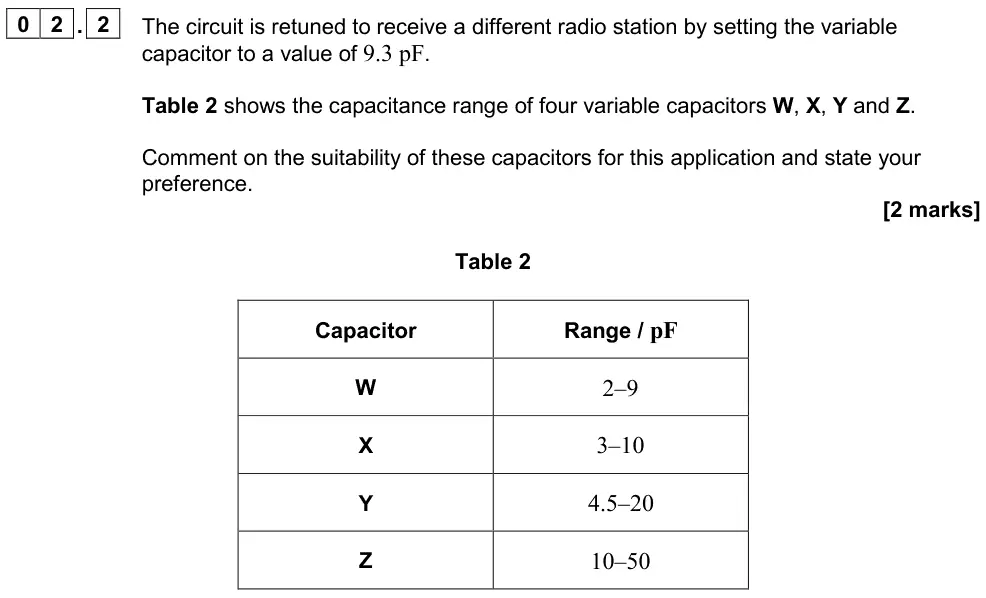 0 2 . 2 The circuit is retuned to receive a different radio station by setting the variable
capacitor to a value of 9.3 pF.
Table 2 shows the capacitance range of four variable capacitors W, X, Y and Z.
Comment on the suitability of these capacitors for this application and state your
preference.
[2 marks]
Table 2
Capacitor Range / pF
W 2–9
X 3–10
Y 4.5–20
Z 10–50